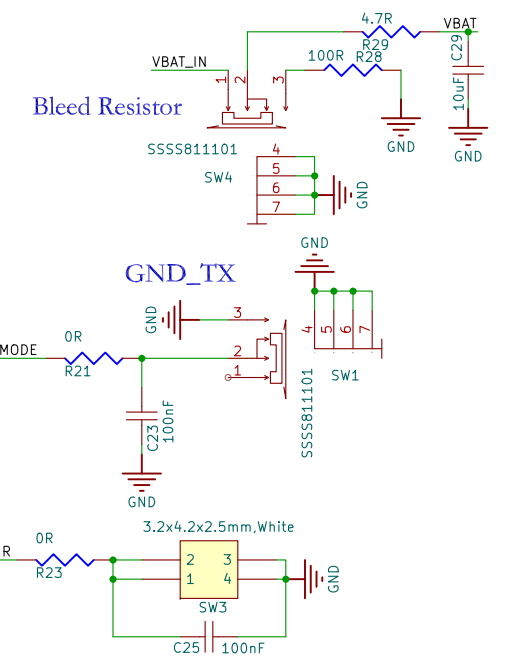 4.7R
VBAT
R29
C29
10uF
GND
VBAT_IN
1
2
3
100R
R28
GND
Bleed Resistor
SSSS811101
SW4
4
5
6
7
GND
GND
GND_TX
GND
3
2
1
4
5
6
7
SW1
SSSS811101
MODE
0R
R21
C23
100nF
GND
3.2x4.2x2.5mm,White
R
0R
R23
2
3
1
4
GND
SW3
C25
100nF